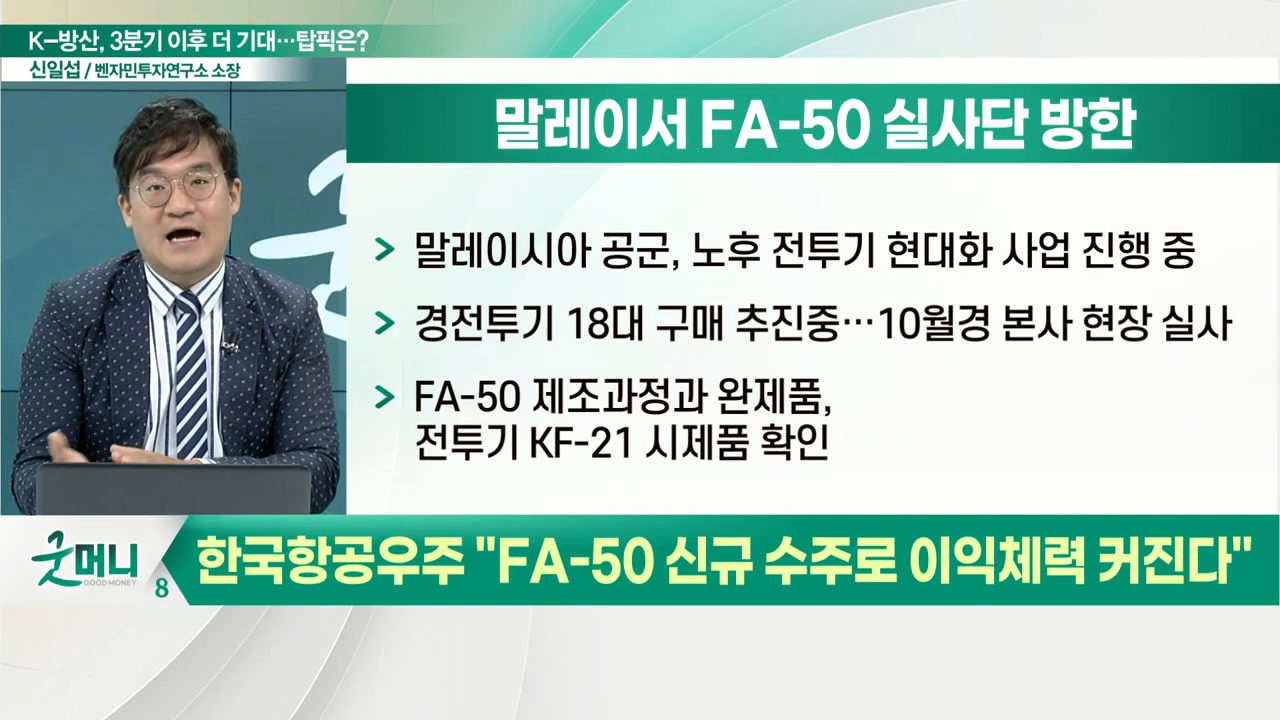 K-방산, 3분기 이후 더 기대…탑픽은?
신일섭 / 벤자민투자연구소 소장
말레이서 FA-50 실사단 방한
> 말레이시아 공군, 노후 전투기 현대화 사업 진행 중
> 경전투기 18대 구매 추진중…10월경 본사 현장 실사
> FA-50 제조과정과 완제품,
전투기 KF-21 시제품 확인
굿머니
GOOD MONEY
8
한국항공우주 "FA-50 신규 수주로 이익체력 커진다"